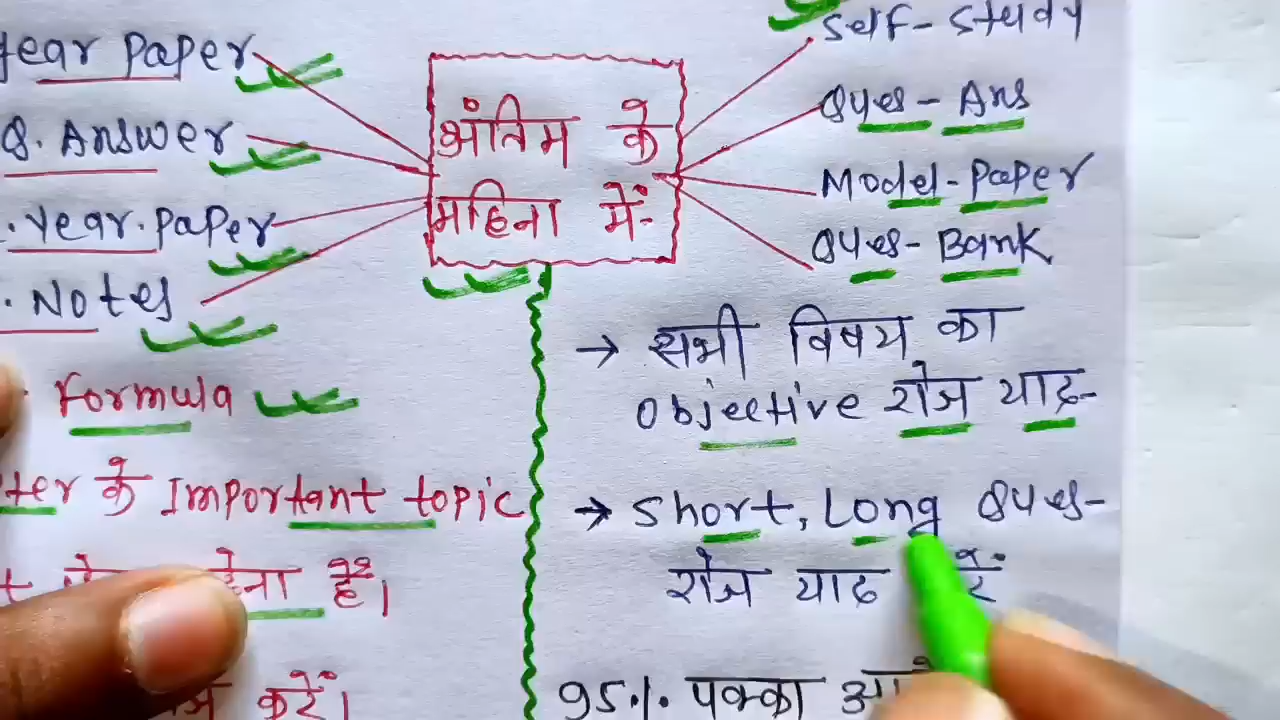 year Paper
Q. Answer
. year. Paper
. Notes
अंतिम के
महिना में-
Self-Study
Ques-Ans
Model-Paper
Ques-Bank
Formula
Important topic
है।
करें।
→ सभी विषय का
Objective रोज याद-
→ Short, Long Ques-
रोज याद
95% पक्का